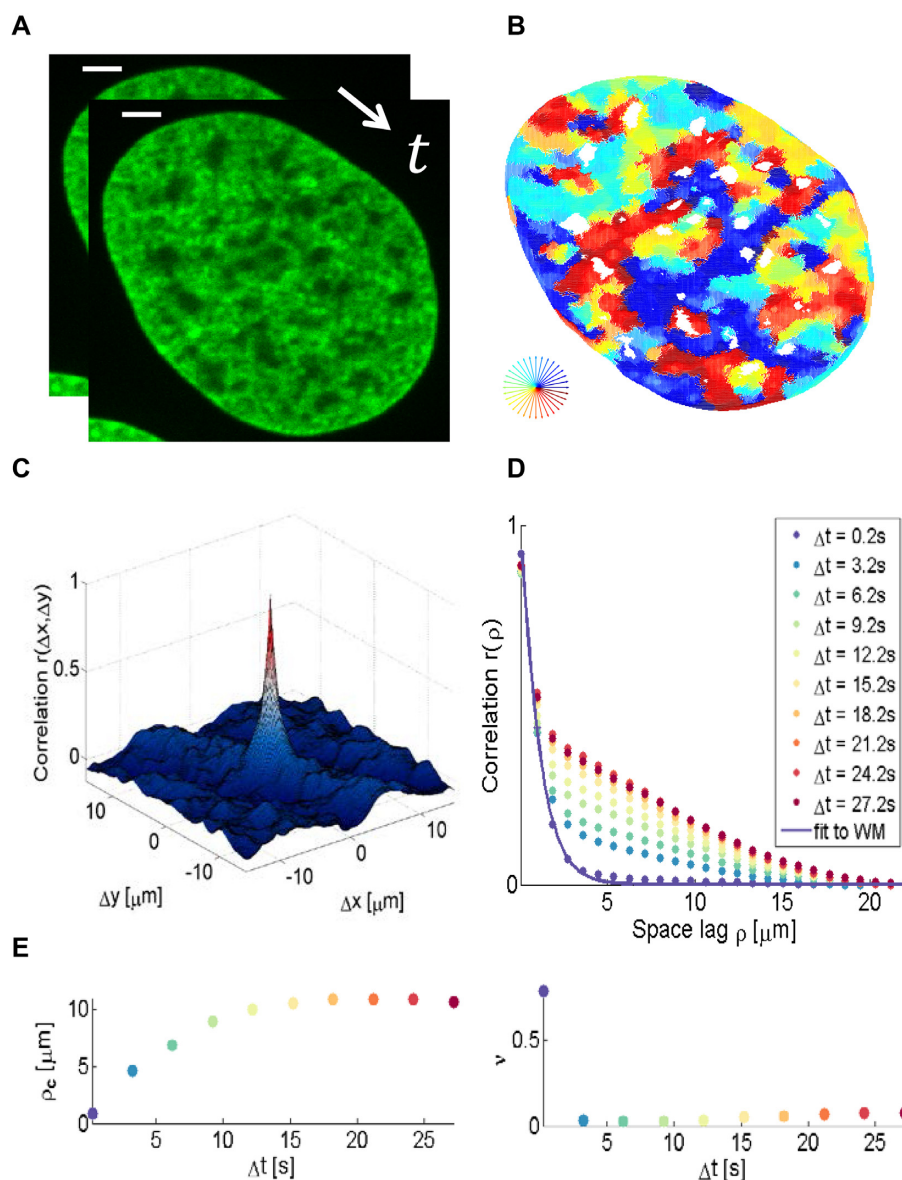 A
t
B
C
Correlation r(Δx,Δy)
1
0.5
0
10
0
-10
Δy [μm]
-10
0
10
Δx [μm]
D
Correlation r(ρ)
1
0
5
10
15
20
Space lag ρ [μm]
Δt = 0.2s
Δt = 3.2s
Δt = 6.2s
Δt = 9.2s
Δt = 12.2s
Δt = 15.2s
Δt = 18.2s
Δt = 21.2s
Δt = 24.2s
Δt = 27.2s
fit to WM
E
ρc [μm]
10
5
0
5
10
15
20
25
Δt [s]
ν
0.5
0
5
10
15
20
25
Δt [s]